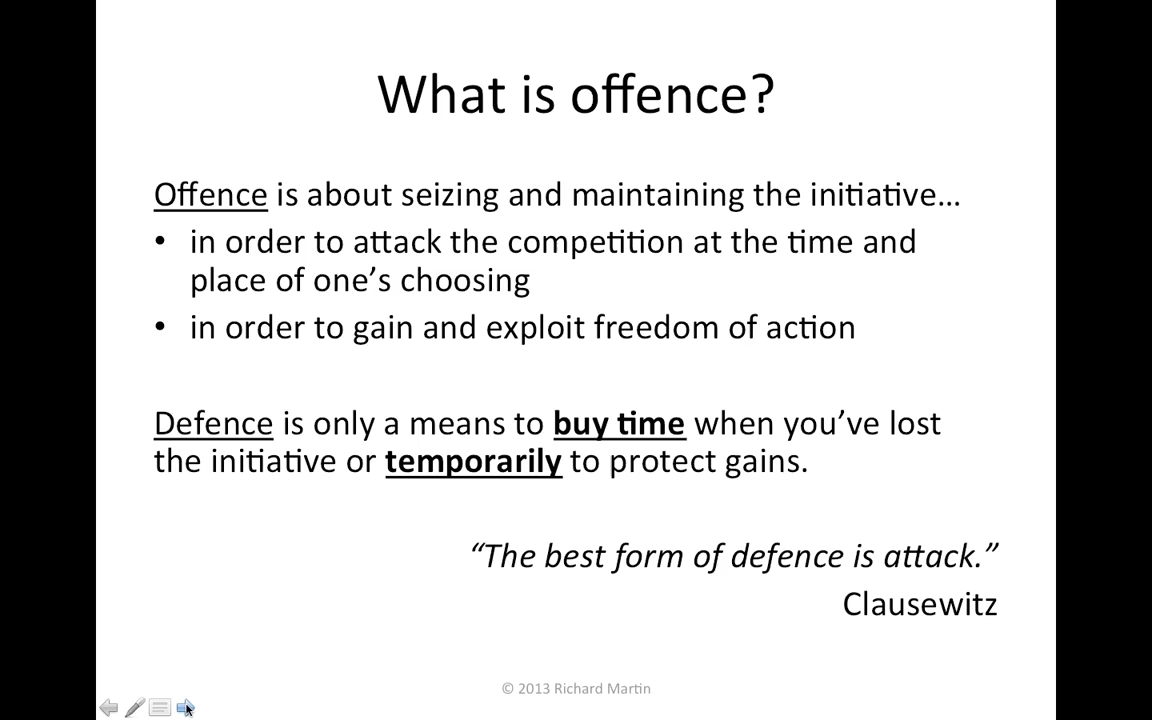 What is offence?
Offence is about seizing and maintaining the initiative…
• in order to attack the competition at the time and
place of one’s choosing
• in order to gain and exploit freedom of action
Defence is only a means to buy time when you’ve lost
the initiative or temporarily to protect gains.
“The best form of defence is attack.”
Clausewitz
© 2013 Richard Martin